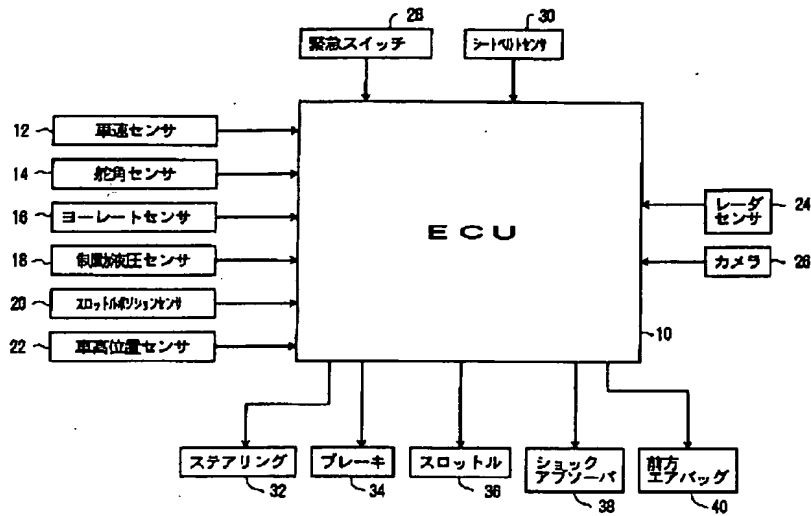 28
30
緊急スイッチ
シートベルトセンサ
12
車速センサ
14
舵角センサ
16
ヨーレートセンサ
18
制動液圧センサ
20
スロットルポジションセンサ
22
車高位置センサ
ECU
レーダ
センサ
24
カメラ
26
10
ステアリング
ブレーキ
スロットル
ショック
アブソーバ
前方
エアバッグ
32
34
36
38
40